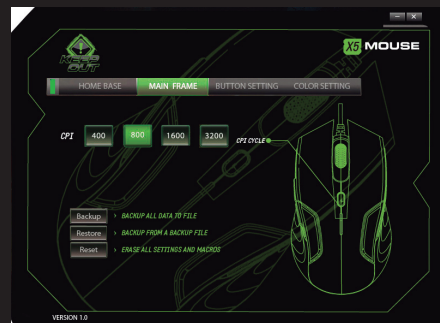 KEEP
OUT
X5 MOUSE
HOME BASE MAIN FRAME BUTTON SETTING COLOR SETTING
CPI 400 800 1600 3200 CPI CYCLE
Backup > BACKUP ALL DATA TO FILE
Restore > BACKUP FROM A BACKUP FILE
Reset > ERASE ALL SETTINGS AND MACROS
VERSION 1.0